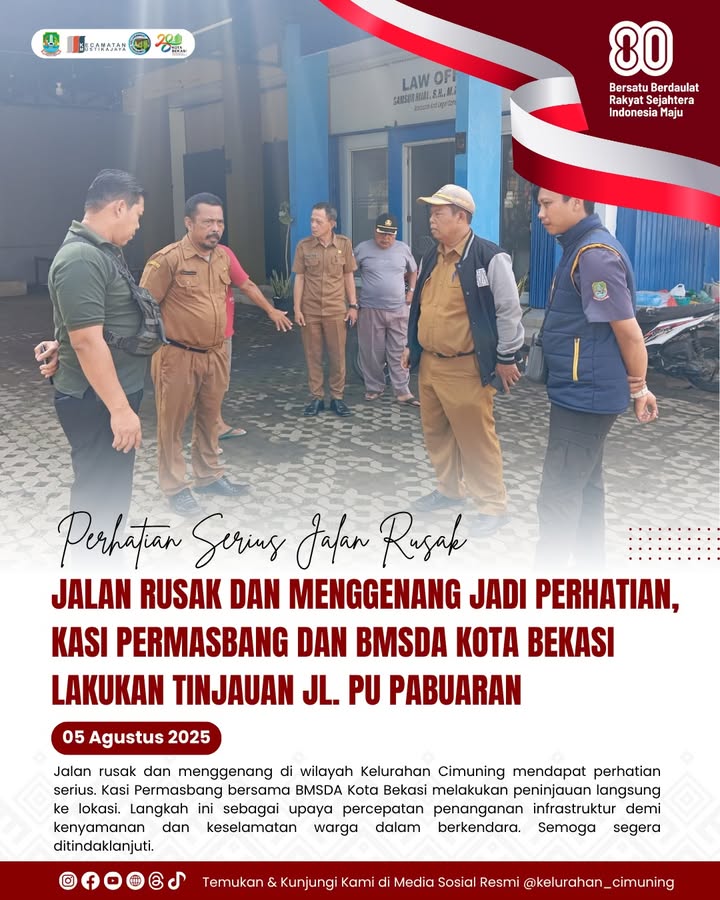 KECAMATAN
MUSTIKAJAYA
KOTA
BEKASI
80
Bersatu Berdaulat
Rakyat Sejahtera
Indonesia Maju
Perhatian Serius Jalan Rusak
JALAN RUSAK DAN MENGGENANG JADI PERHATIAN,
KASI PERMASBANG DAN BMSDA KOTA BEKASI
LAKUKAN TINJAUAN JL. PU PABUARAN
05 Agustus 2025
Jalan rusak dan menggenang di wilayah Kelurahan Cimuning mendapat perhatian
serius. Kasi Permasbang bersama BMSDA Kota Bekasi melakukan peninjauan langsung
ke lokasi. Langkah ini sebagai upaya percepatan penanganan infrastruktur demi
kenyamanan dan keselamatan warga dalam berkendara. Semoga segera
ditindaklanjuti.
Temukan & Kunjungi Kami di Media Sosial Resmi @kelurahan_cimuning